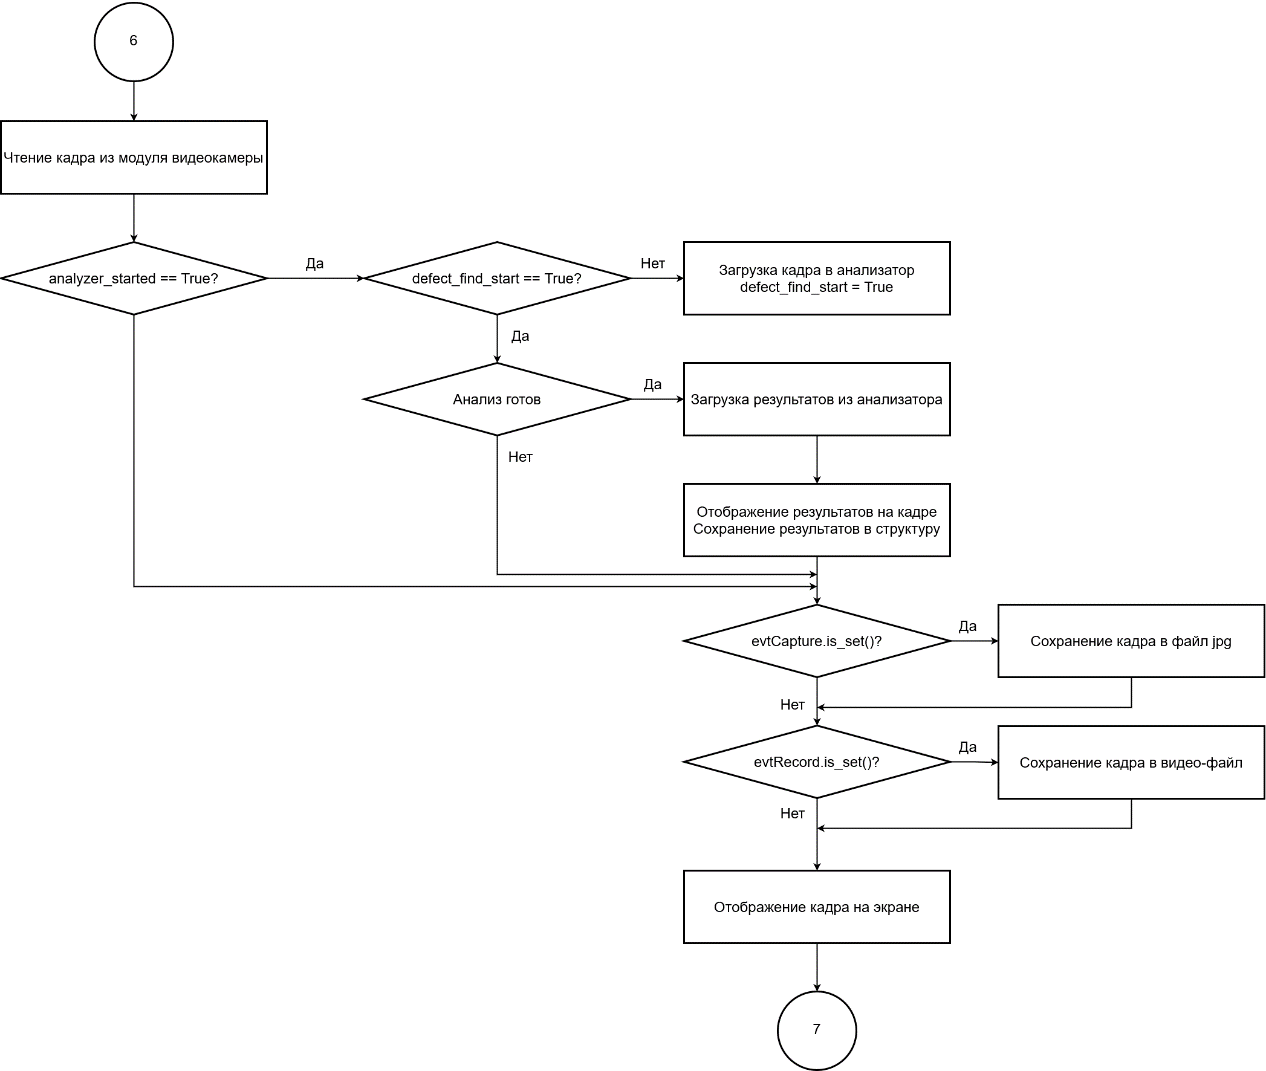 6
Чтение кадра из модуля видеокамеры
analyzer_started == True?
Да
defect_find_start == True?
Нет
Загрузка кадра в анализатор
defect_find_start = True
Да
Анализ готов
Да
Загрузка результатов из анализатора
Нет
Отображение результатов на кадре
Сохранение результатов в структуру
evtCapture.is_set()?
Да
Сохранение кадра в файл jpg
Нет
evtRecord.is_set()?
Да
Сохранение кадра в видео-файл
Нет
Отображение кадра на экране
7